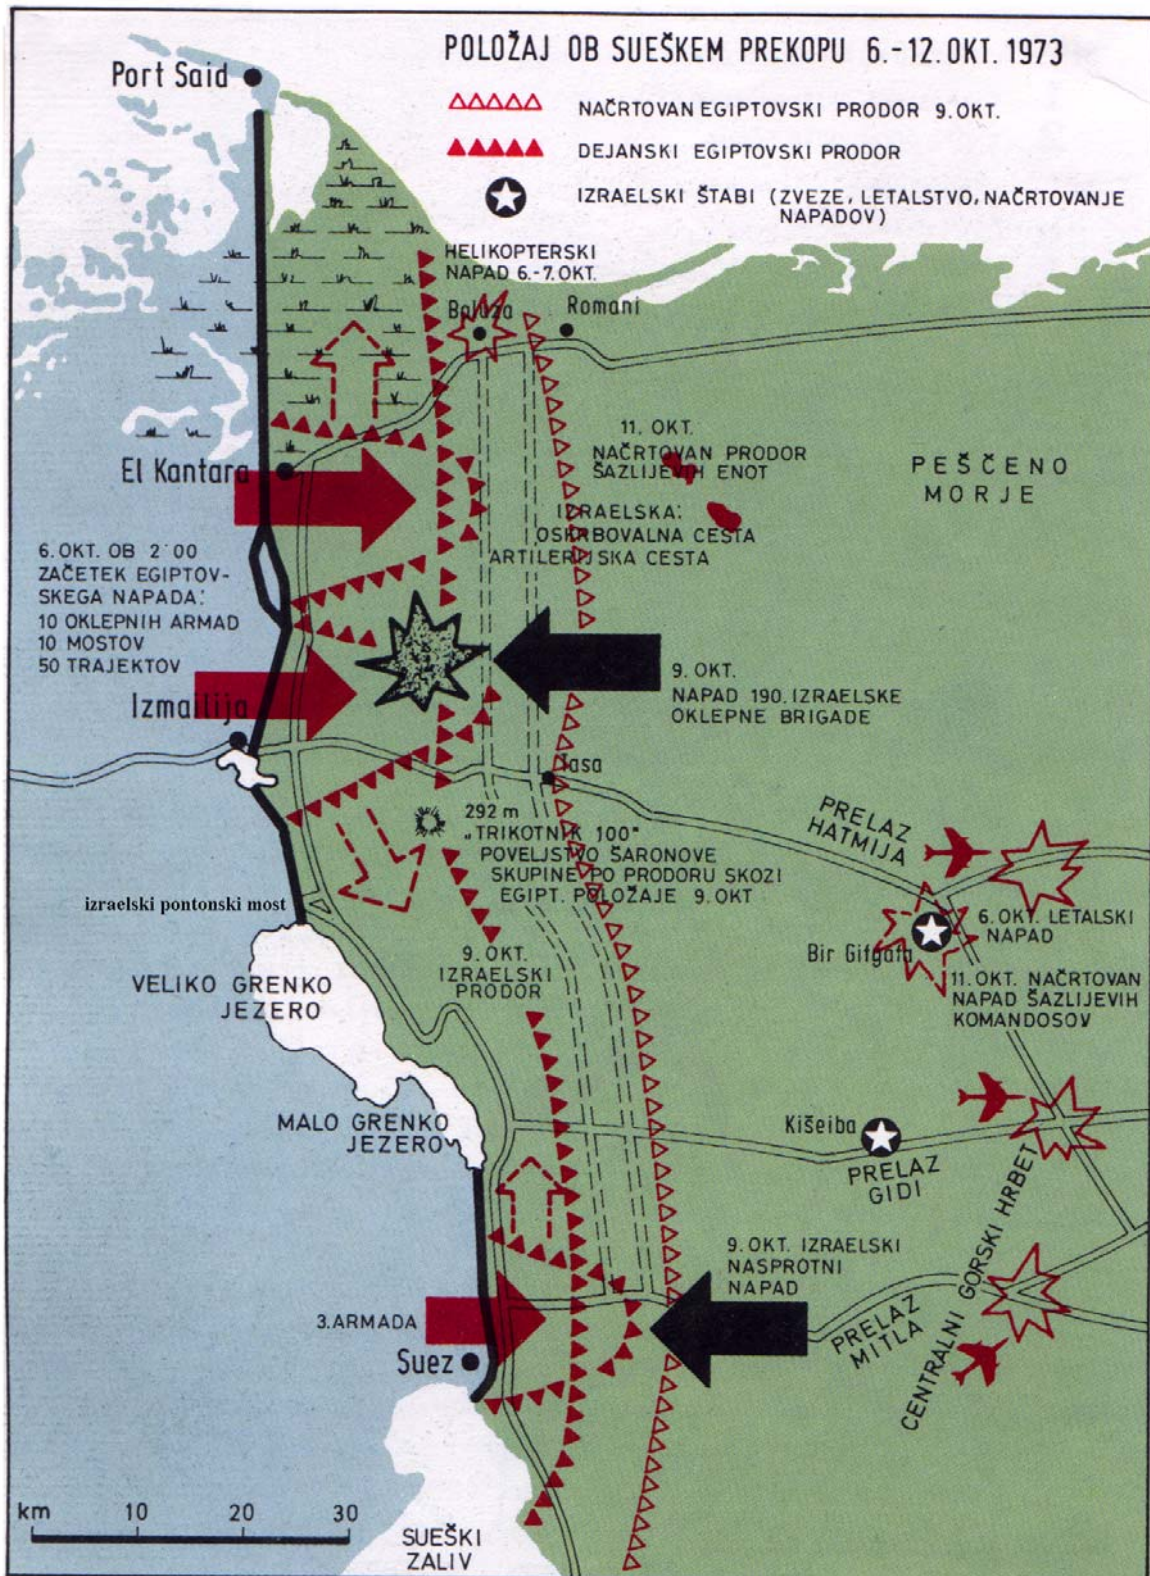 POLOŽAJ OB SUEŠKEM PREKOPU 6.-12. OKT. 1973
NAČRTOVAN EGIPTOVSKI PRODOR 9. OKT.
DEJANSKI EGIPTOVSKI PRODOR
IZRAELSKI ŠTABI (ZVEZE, LETALSTVO, NAČRTOVANJE
NAPADOV)
Port Said
HELIKOPTERSKI
NAPAD 6.-7. OKT.
Baluza
Romani
11. OKT.
NAČRTOVAN PRODOR
ŠAZLIJEVIH ENOT
PEŠČENO
MORJE
El Kantara
IZRAELSKA:
OSKRBOVALNA CESTA
ARTILERIJSKA CESTA
6. OKT. OB 2˙00
ZAČETEK EGIPTOV-
SKEGA NAPADA:
10 OKLEPNIH ARMAD
10 MOSTOV
50 TRAJEKTOV
Izmailija
9. OKT.
NAPAD 190. IZRAELSKE
OKLEPNE BRIGADE
Tasa
292 m
"TRIKOTNIK 100"
POVELJSTVO ŠARONOVE
SKUPINE PO PRODORU SKOZI
EGIPT. POLOŽAJE 9. OKT
PRELAZ
HATMIJA
izraelski pontonski most
6. OKT. LETALSKI
NAPAD
Bir Gifgafa
9. OKT.
IZRAELSKI
PRODOR
11. OKT. NAČRTOVAN
NAPAD ŠAZLIJEVIH
KOMANDOSOV
VELIKO GRENKO
JEZERO
MALO GRENKO
JEZERO
Kišeiba
PRELAZ
GIDI
CENTRALNI GORSKI HRBET
9. OKT. IZRAELSKI
NASPROTNI
NAPAD
3. ARMADA
PRELAZ
MITLA
Suez
km 10 20 30
SUEŠKI
ZALIV